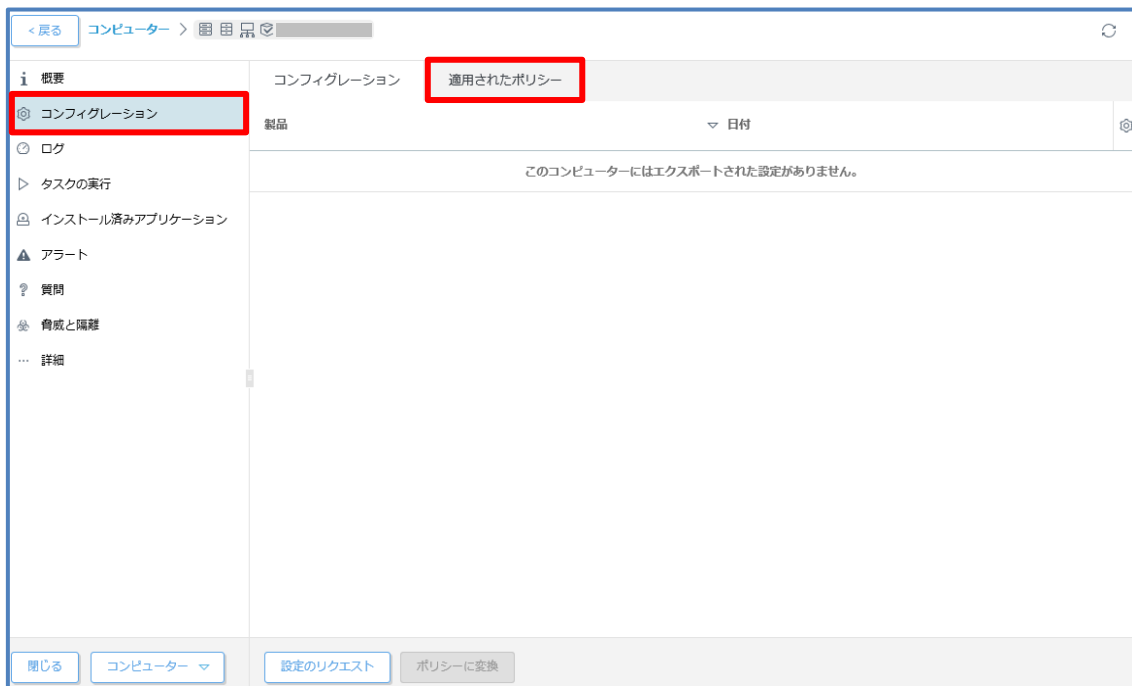 <戻る コンピューター >
概要
コンフィグレーション
ログ
タスクの実行
インストール済みアプリケーション
アラート
質問
脅威と隔離
詳細
コンフィグレーション 適用されたポリシー
製品 日付
このコンピューターにはエクスポートされた設定がありません。
閉じる コンピューター 設定のリクエスト ポリシーに変換